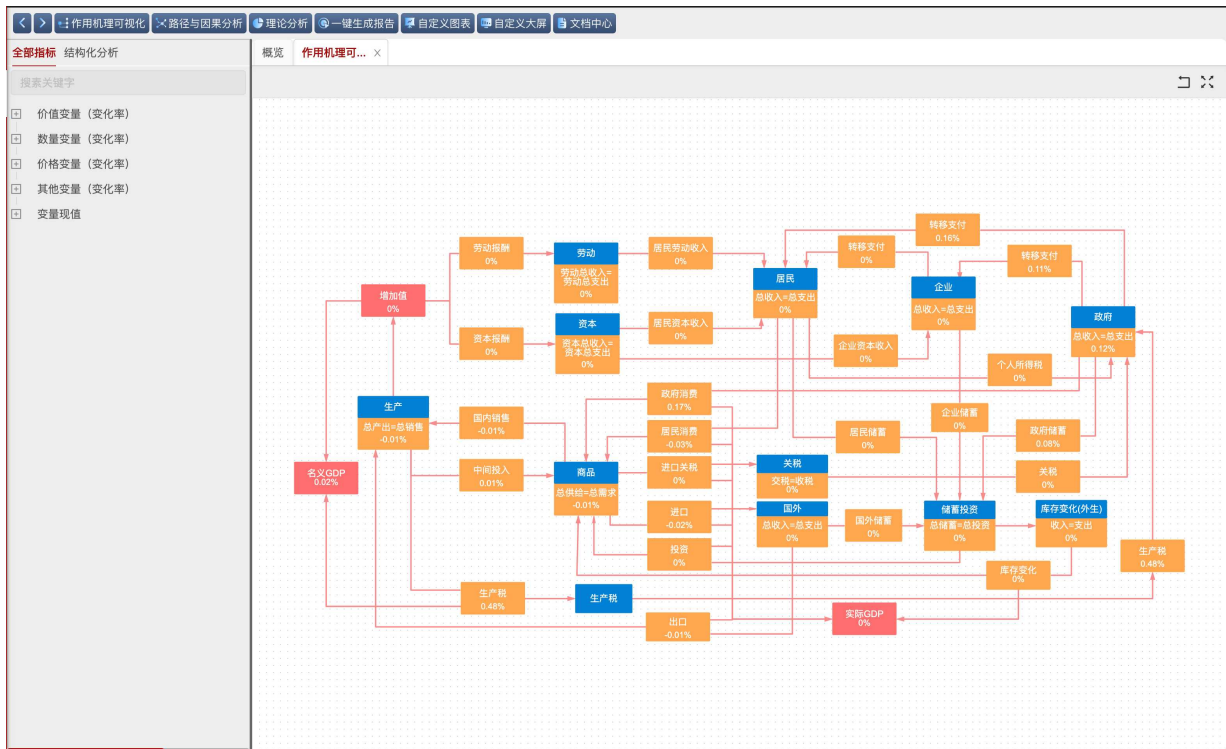 作用机理可视化 路径与因果分析 理论分析 一键生成报告 自定义图表 自定义大屏 文档中心
全部指标 结构化分析
概览 作用机理可... ×
搜素关键字
价值变量（变化率）
数量变量（变化率）
价格变量（变化率）
其他变量（变化率）
变量现值
转移支付
0.16%
劳动报酬
0%
劳动
劳动总收入=
劳动总支出
0%
居民劳动收入
0%
转移支付
0%
转移支付
0.11%
居民
总收入=总支出
0%
企业
总收入=总支出
0%
增加值
0%
政府
总收入=总支出
0.12%
资本报酬
0%
资本
资本总收入=
资本总支出
0%
居民资本收入
0%
企业资本收入
0%
个人所得税
0%
生产
总产出=总销售
-0.01%
国内销售
-0.01%
政府消费
0.17%
居民消费
-0.03%
居民储蓄
0%
企业储蓄
0%
政府储蓄
0.08%
名义GDP
0.02%
中间投入
0.01%
商品
总供给=总需求
-0.01%
进口关税
0%
关税
交税=收税
0%
关税
0%
进口
-0.02%
国外
总收入=总支出
0%
国外储蓄
0%
储蓄投资
总储蓄=总投资
0%
库存变化(外生)
收入=支出
0%
投资
0%
生产税
0.48%
库存变化
0%
生产税
0.48%
生产税
出口
-0.01%
实际GDP
0%